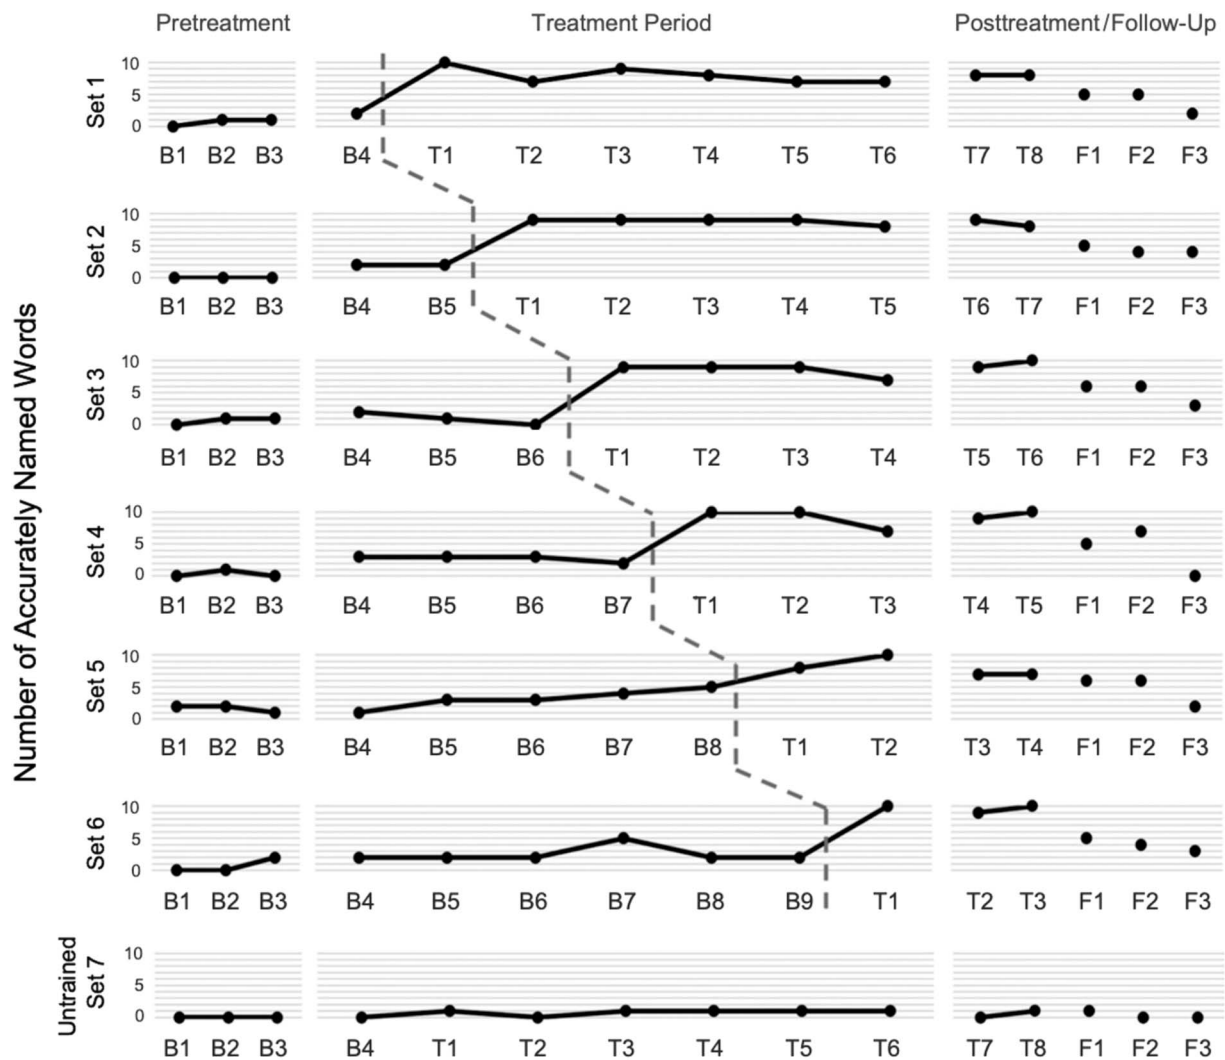 Pretreatment Treatment Period Posttreatment/Follow-Up
Number of Accurately Named Words
Set 1
10
5
0
B1 B2 B3 B4 T1 T2 T3 T4 T5 T6 T7 T8 F1 F2 F3
Set 2
10
5
0
B1 B2 B3 B4 B5 T1 T2 T3 T4 T5 T6 T7 F1 F2 F3
Set 3
10
5
0
B1 B2 B3 B4 B5 B6 T1 T2 T3 T4 T5 T6 F1 F2 F3
Set 4
10
5
0
B1 B2 B3 B4 B5 B6 B7 T1 T2 T3 T4 T5 F1 F2 F3
Set 5
10
5
0
B1 B2 B3 B4 B5 B6 B7 B8 T1 T2 T3 T4 F1 F2 F3
Set 6
10
5
0
B1 B2 B3 B4 B5 B6 B7 B8 B9 T1 T2 T3 F1 F2 F3
Untrained
Set 7
10
5
0
B1 B2 B3 B4 T1 T2 T3 T4 T5 T6 T7 T8 F1 F2 F3